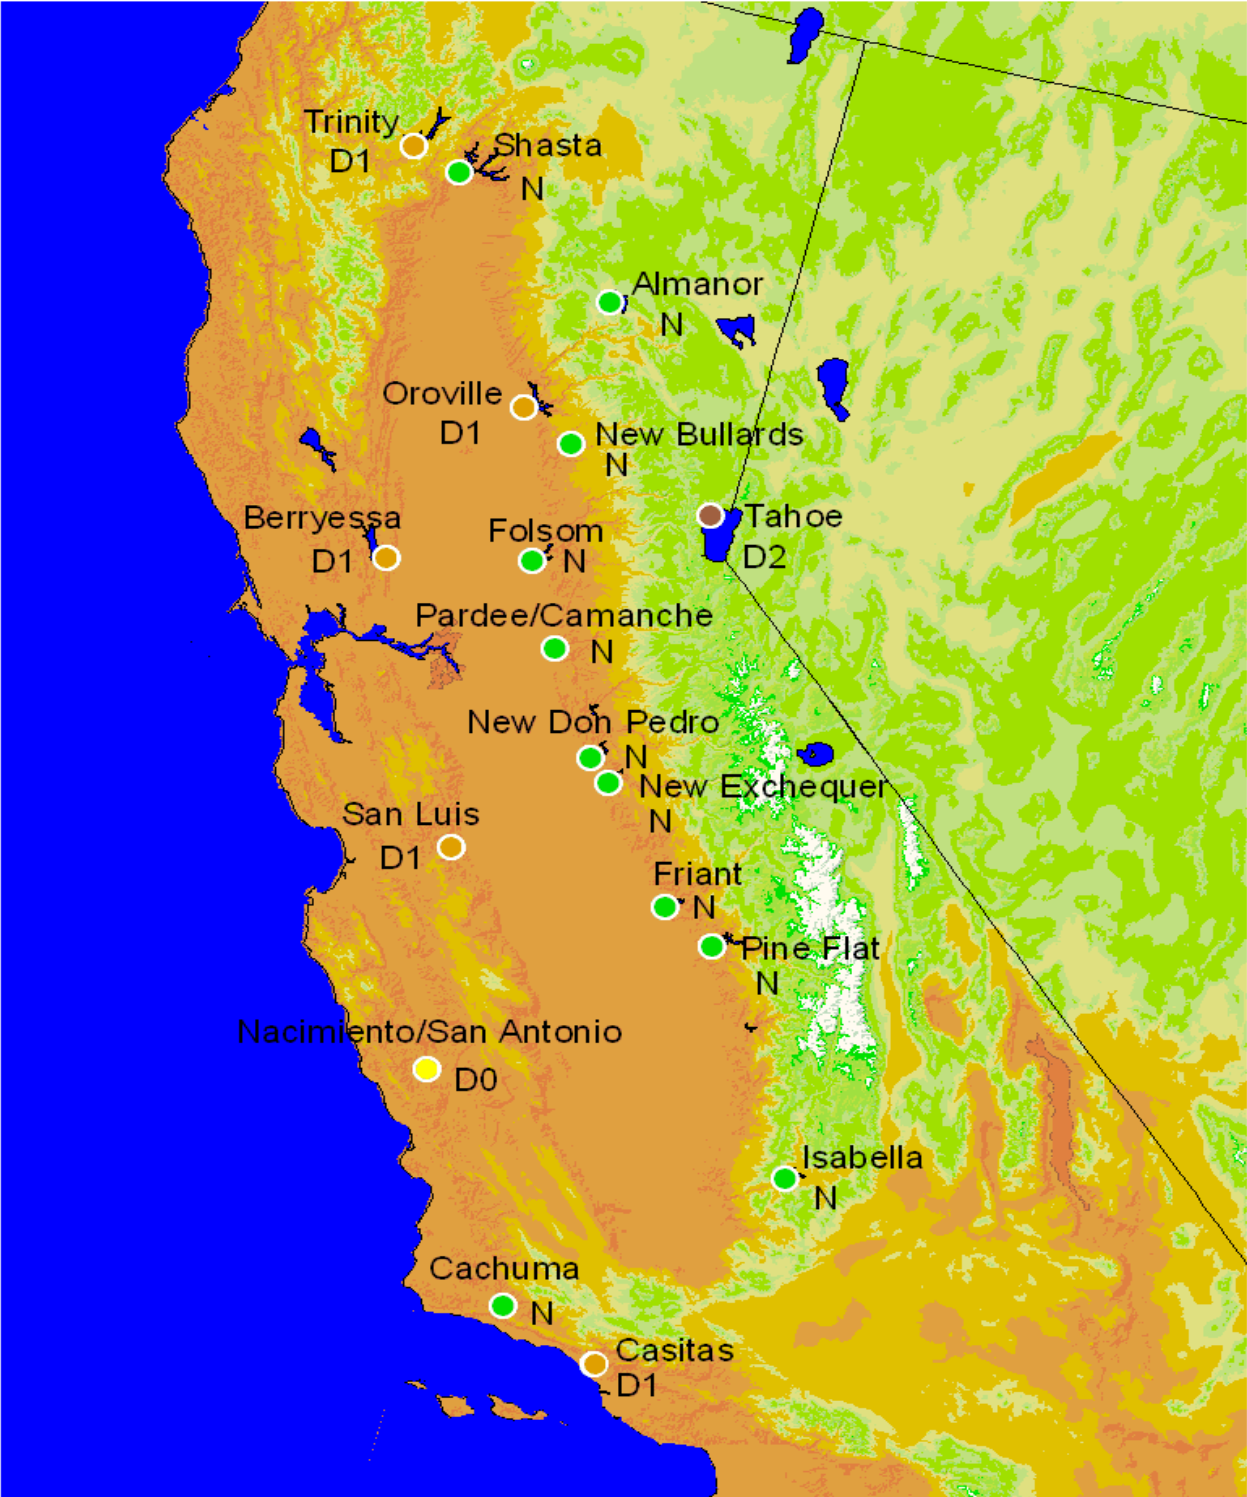 Trinity
D1
Shasta
N
Almanor
N
Oroville
D1
New Bullards
N
Berryessa
D1
Folsom
N
Tahoe
D2
Pardee/Camanche
N
New Don Pedro
N
New Exchequer
N
San Luis
D1
Friant
N
Pine Flat
N
Nacimiento/San Antonio
D0
Isabella
N
Cachuma
N
Casitas
D1